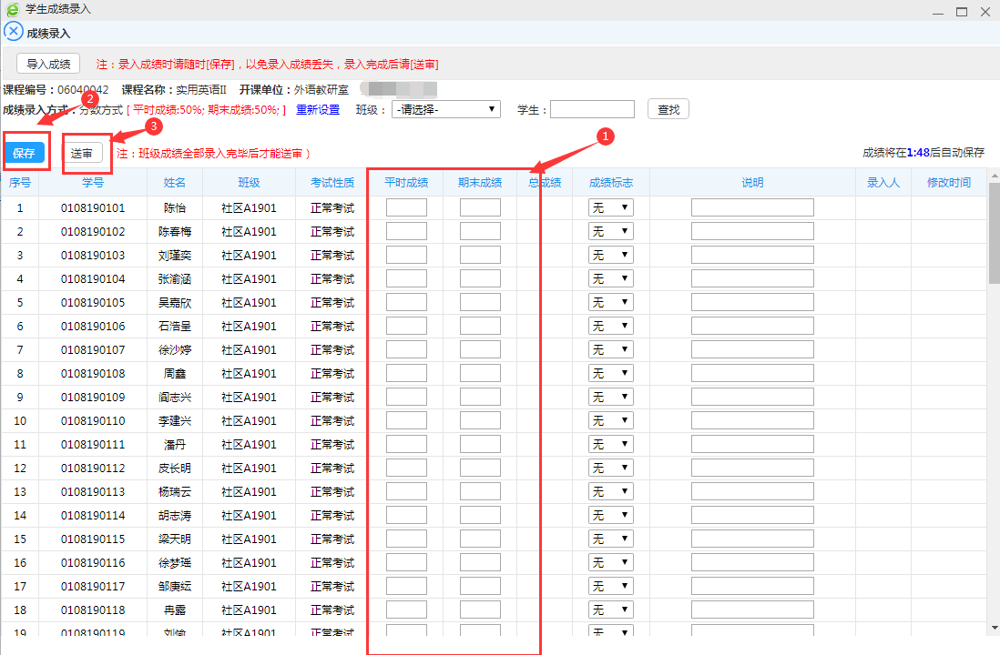 学生成绩录入
成绩录入
导入成绩 注：录入成绩时请随时[保存]，以免录入成绩丢失，录入完成后请[送审]
课程编号：06040042 课程名称：实用英语II 开课单位：外语教研室
成绩录入方式：分数方式 [ 平时成绩:50%; 期末成绩:50%; ] 重新设置 班级： -请选择- 学生： 查找
2
3
1
保存 送审 注：班级成绩全部录入完毕后才能送审 ） 成绩将在1:48后自动保存
序号 学号 姓名 班级 考试性质 平时成绩 期末成绩 总成绩 成绩标志 说明 录入人 修改时间
1 0108190101 陈怡 社区A1901 正常考试 无
2 0108190102 陈春梅 社区A1901 正常考试 无
3 0108190103 刘瑾奕 社区A1901 正常考试 无
4 0108190104 张渝涵 社区A1901 正常考试 无
5 0108190105 吴嘉欣 社区A1901 正常考试 无
6 0108190106 石浩呈 社区A1901 正常考试 无
7 0108190107 徐沙婷 社区A1901 正常考试 无
8 0108190108 周鑫 社区A1901 正常考试 无
9 0108190109 阎志兴 社区A1901 正常考试 无
10 0108190110 李建兴 社区A1901 正常考试 无
11 0108190111 潘丹 社区A1901 正常考试 无
12 0108190112 皮长明 社区A1901 正常考试 无
13 0108190113 杨瑞云 社区A1901 正常考试 无
14 0108190114 胡志涛 社区A1901 正常考试 无
15 0108190115 梁天明 社区A1901 正常考试 无
16 0108190116 徐梦瑶 社区A1901 正常考试 无
17 0108190117 邹庚纭 社区A1901 正常考试 无
18 0108190118 冉露 社区A1901 正常考试 无
19 0108190119 刘愉 社区A1901 正常考试 无